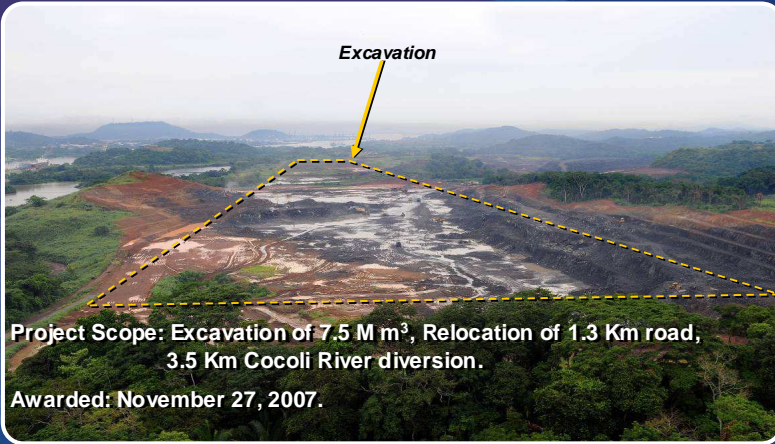 Excavation
Project Scope: Excavation of 7.5 M m³, Relocation of 1.3 Km road,
3.5 Km Cocoli River diversion.
Awarded: November 27, 2007.